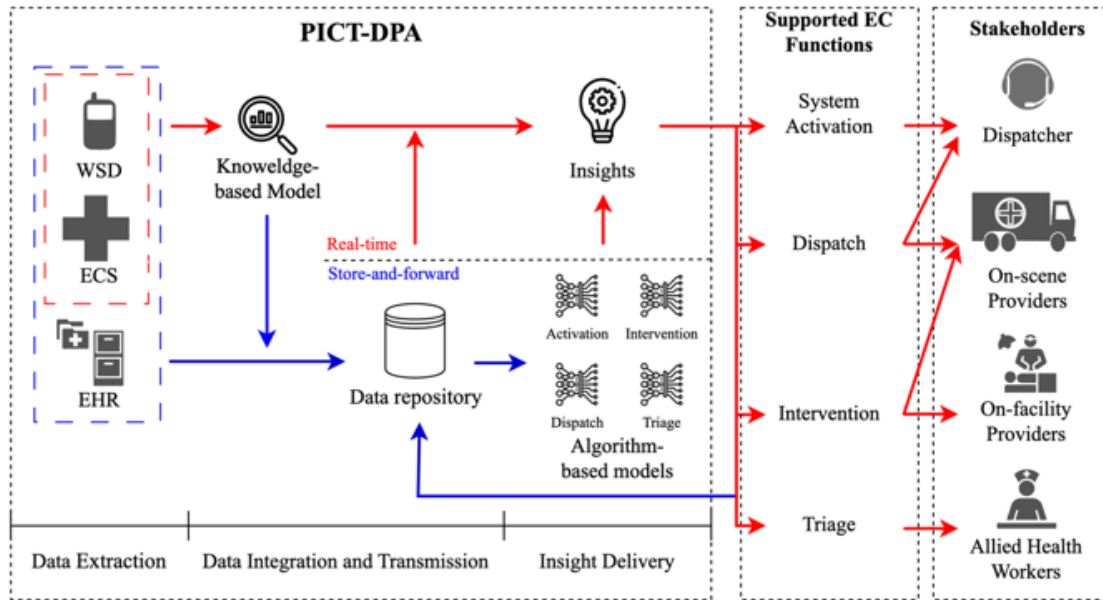 PICT-DPA
WSD
ECS
EHR
Knoweldge-
based Model
Insights
Real-time
Store-and-forward
Data repository
Activation
Intervention
Dispatch
Triage
Algorithm-
based models
Data Extraction
Data Integration and Transmission
Insight Delivery
Supported EC
Functions
System
Activation
Dispatch
Intervention
Triage
Stakeholders
Dispatcher
On-scene
Providers
On-facility
Providers
Allied Health
Workers